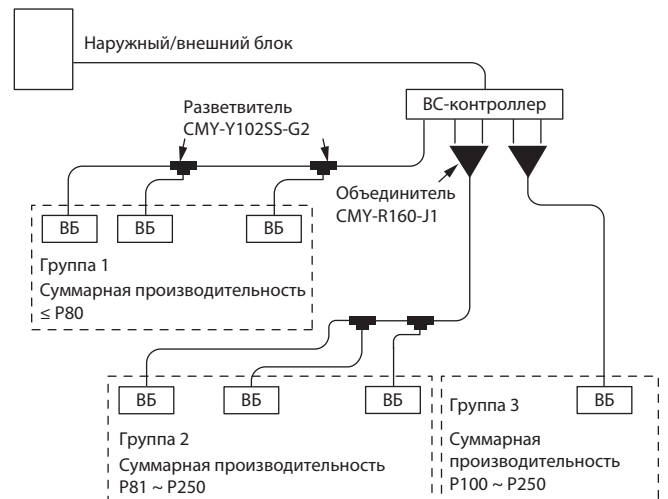 Наружный/внешний блок
ВС-контроллер
Разветвитель
CMY-Y102SS-G2
Объединитель
CMY-R160-J1
ВБ
ВБ
ВБ
Группа 1
Суммарная производительность
≤ P80
ВБ
ВБ
ВБ
Группа 2
Суммарная производительность
P81 ~ P250
ВБ
Группа 3
Суммарная
производительность
P100 ~ P250